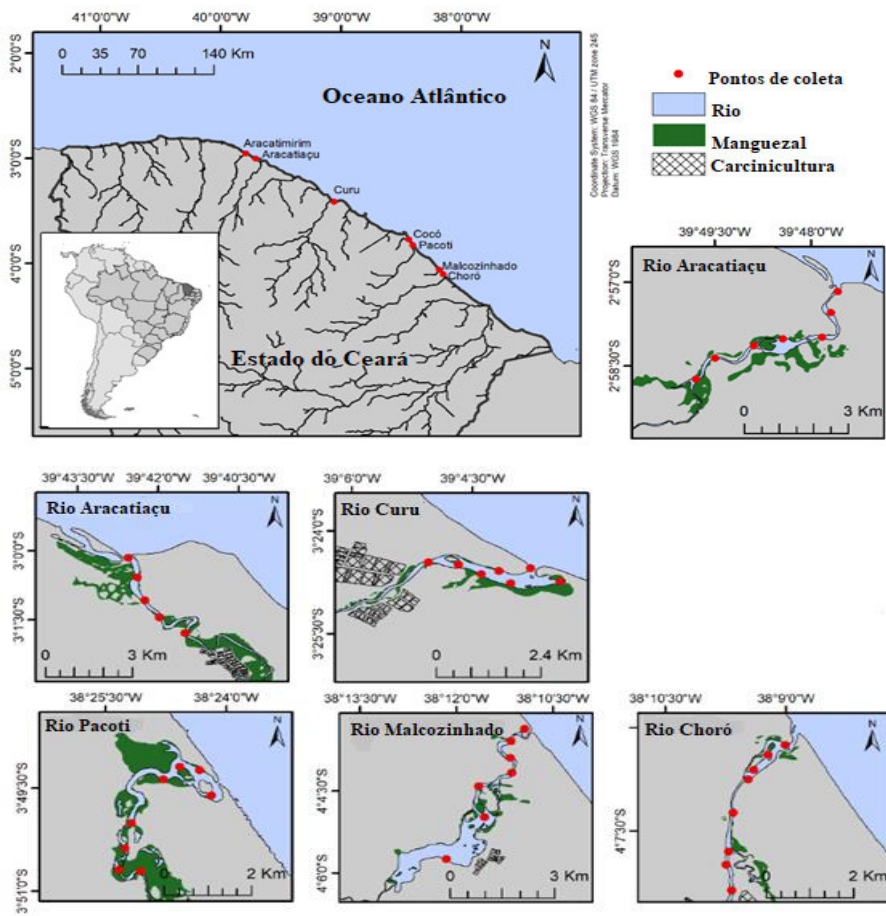 41°0'0"W 40°0'0"W 39°0'0"W 38°0'0"W
2°0'0"S
3°0'0"S
4°0'0"S
5°0'0"S
0 35 70 140 Km
N
Oceano Atlântico
Aracatimirim
Aracatiaçu
Curu
Cocó
Pacoti
Malcozinhado
Choró
Estado do Ceará
Coordinate System: WGS 84 / UTM zone 24S
Projection: Transverse Mercator
Datum: WGS 1984
Pontos de coleta
Rio
Manguezal
Carcinicultura
39°49'30"W 39°48'0"W
2°57'0"S
2°58'30"S
Rio Aracatiaçu
N
0 3 Km
39°43'30"W 39°42'0"W 39°40'30"W
3°0'0"S
3°1'30"S
Rio Aracatiaçu
N
0 3 Km
39°6'0"W 39°4'30"W
3°24'0"S
3°25'30"S
Rio Curu
N
0 2.4 Km
38°25'30"W 38°24'0"W
3°49'30"S
3°51'0"S
Rio Pacoti
N
0 2 Km
38°13'30"W 38°12'0"W 38°10'30"W
4°4'30"S
4°60'0"S
Rio Malcozinhado
N
0 3 Km
38°10'30"W 38°9'0"W
4°7'30"S
Rio Choró
N
0 2 Km